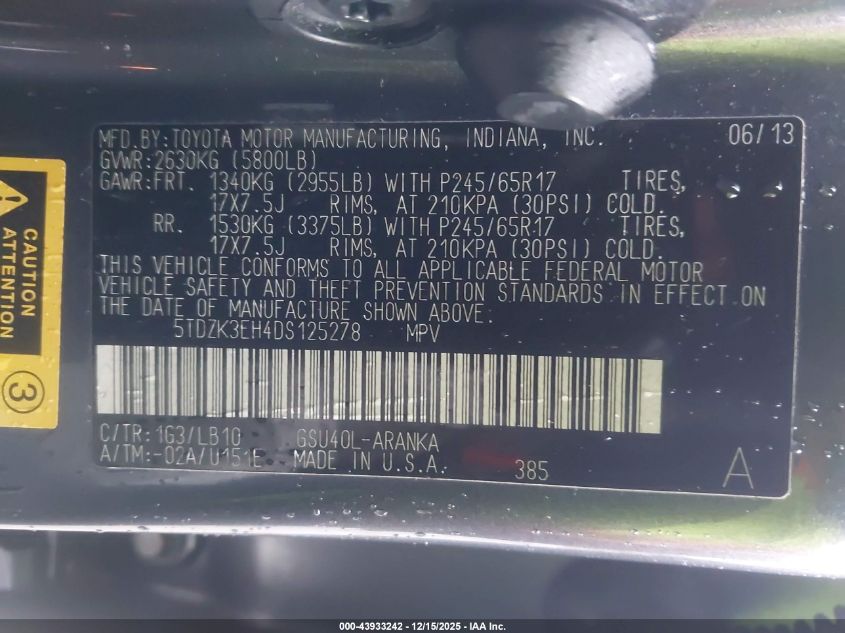 MFD.BY:TOYOTA MOTOR MANUFACTURING, INDIANA, INC. 06/13
GVWR:2630KG (5800LB)
GAWR:FRT. 1340KG (2955LB) WITH P245/65R17 TIRES,
17X7.5J RIMS, AT 210KPA (30PSI) COLD.
RR. 1530KG (3375LB) WITH P245/65R17 TIRES,
17X7.5J RIMS, AT 210KPA (30PSI) COLD.
THIS VEHICLE CONFORMS TO ALL APPLICABLE FEDERAL MOTOR
VEHICLE SAFETY AND THEFT PREVENTION STANDARDS IN EFFECT ON
THE DATE OF MANUFACTURE SHOWN ABOVE.
5TDZK3EH4DS125278 MPV
C/TR:1G3/LB10 GSU40L-ARANKA
A/TM:-02A/U151E MADE IN U.S.A. 385 A
CAUTION
ATTENTION
3
000-43933242 - 12/15/2025 - IAA Inc.